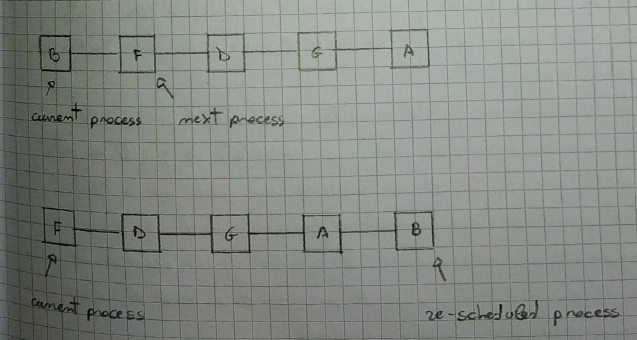 B F D G A
current process next process
F D G A B
current process re-scheduled process